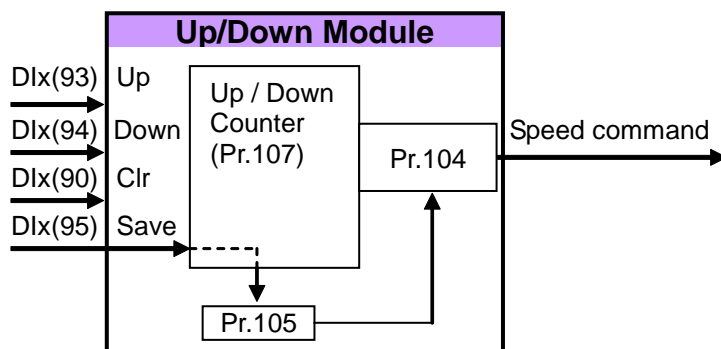 Up/Down Module
DIx(93) Up
DIx(94) Down
DIx(90) Clr
DIx(95) Save
Up / Down
Counter
(Pr.107)
Pr.104
Speed command
Pr.105